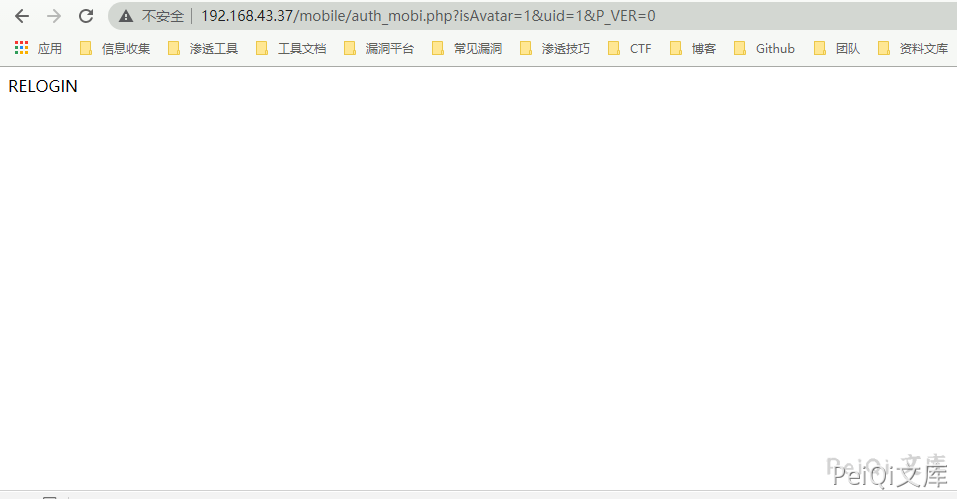 不安全 192.168.43.37/mobile/auth_mobi.php?isAvatar=1&uid=1&P_VER=0
应用 信息收集 渗透工具 工具文档 漏洞平台 常见漏洞 渗透技巧 CTF 博客 Github 团队 资料文库
RELOGIN
PeiQi 文库
PeiQi文库